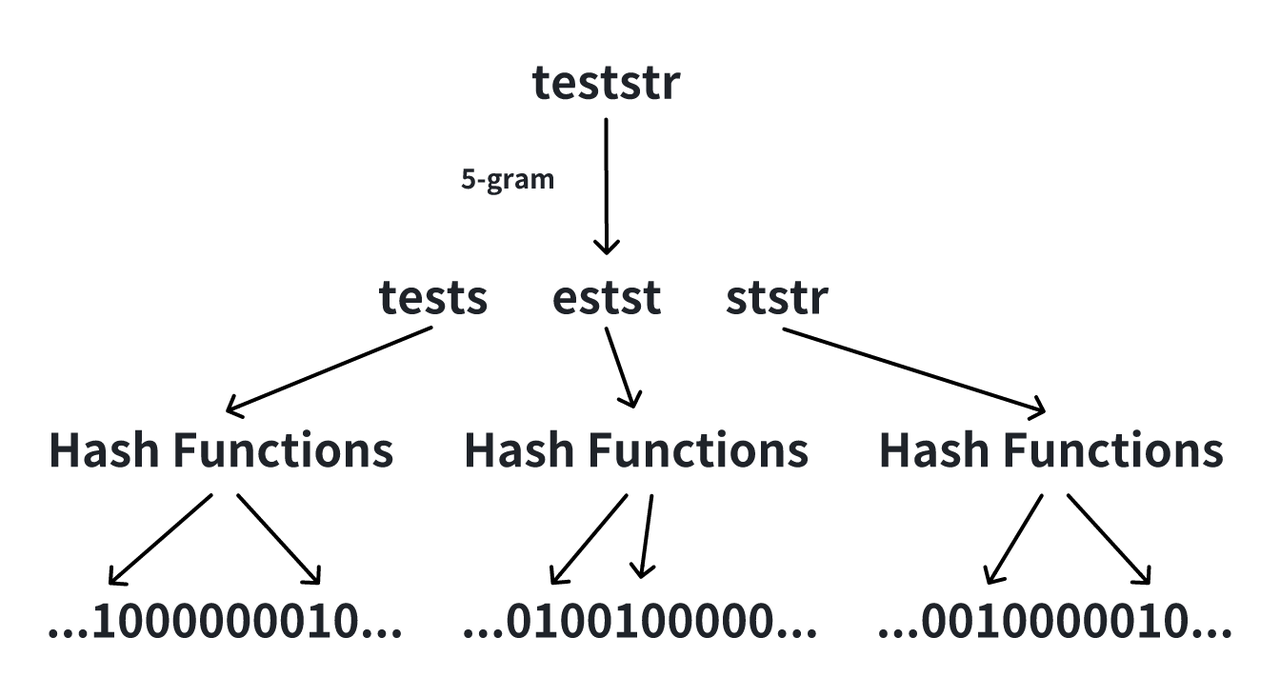 teststr
5-gram
tests estst ststr
Hash Functions Hash Functions Hash Functions
...1000000010... ...0100100000... ...0010000010...